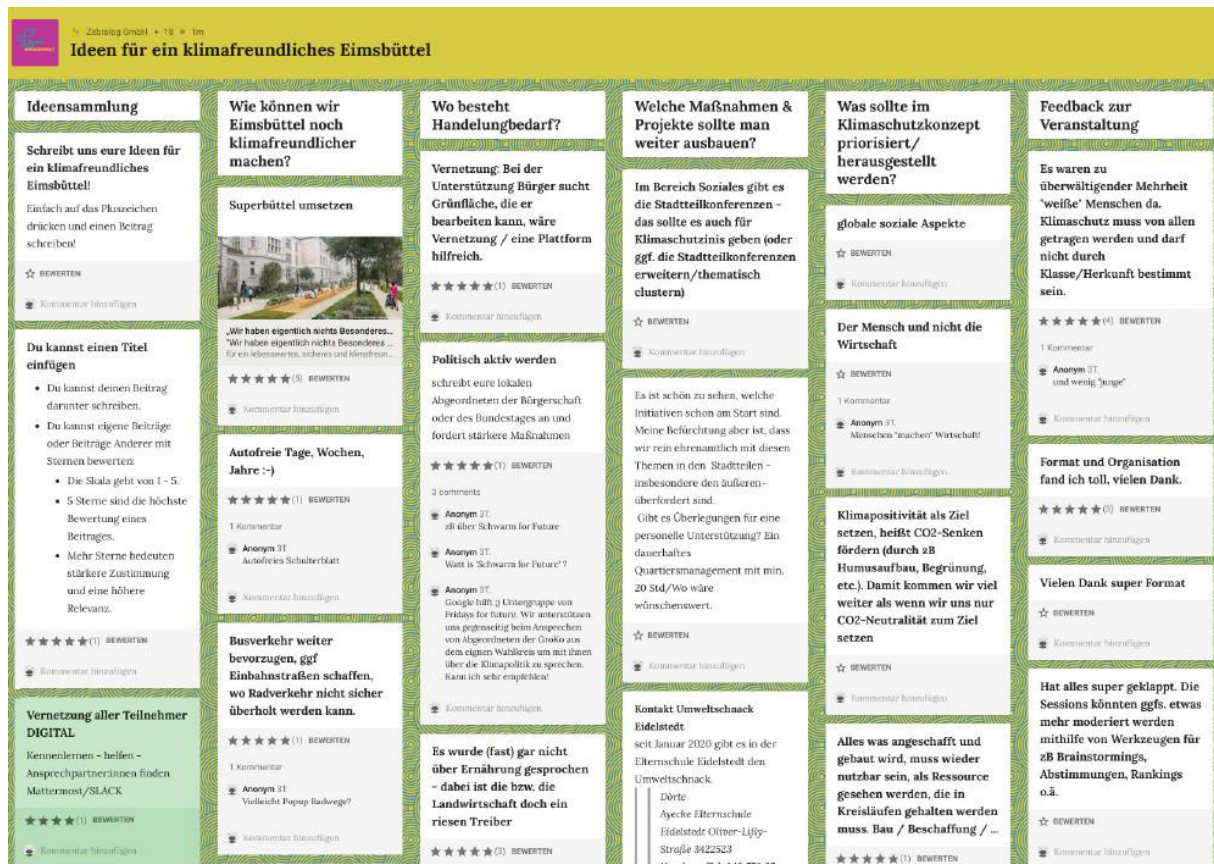 Zebralog GmbH + 18 1m
Ideen für ein klimafreundliches Eimsbüttel
Ideensammlung
Schreibt uns eure Ideen für
ein klimafreundliches
Eimsbüttel!
Einfach auf das Pluszeichen
drücken und einen Beitrag
schreiben!
BEWERTEN
Kommentar hinzufügen
Du kannst einen Titel
einfügen
Du kannst deinen Beitrag
darunter schreiben.
Du kannst eigene Beiträge
oder Beiträge Anderer mit
Sternen bewerten:
Die Skala geht von 1 - 5.
5 Sterne sind die höchste
Bewertung eines
Beitrages.
Mehr Sterne bedeuten
stärkere Zustimmung
und eine höhere
Relevanz.
(1) BEWERTEN
Kommentar hinzufügen
Vernetzung aller Teilnehmer
DIGITAL
Kennenlernen - helfen -
Ansprechpartner:innen finden
Mattermost/SLACK
(1) BEWERTEN
Kommentar hinzufügen
Wie können wir
Eimsbüttel noch
klimafreundlicher
machen?
Superbüttel umsetzen
„Wir haben eigentlich nichts Besonderes...
"Wir haben eigentlich nichts Besonderes ...
für ein lebenswertes, sicheres und klimafreun...
(5) BEWERTEN
Kommentar hinzufügen
Autofreie Tage, Wochen,
Jahre :-)
(1) BEWERTEN
1 Kommentar
Anonym 3T.
Autofreies Schulterblatt
Kommentar hinzufügen
Busverkehr weiter
bevorzugen, ggf
Einbahnstraßen schaffen,
wo Radverkehr nicht sicher
überholt werden kann.
(1) BEWERTEN
1 Kommentar
Anonym 3T.
Vielleicht Popup Radwege?
Kommentar hinzufügen
Wo besteht
Handelungbedarf?
Vernetzung: Bei der
Unterstützung Bürger sucht
Grünfläche, die er
bearbeiten kann, wäre
Vernetzung / eine Plattform
hilfreich.
(1) BEWERTEN
Kommentar hinzufügen
Politisch aktiv werden
schreibt eure lokalen
Abgeordneten der Bürgerschaft
oder des Bundestages an und
fordert stärkere Maßnahmen
(1) BEWERTEN
3 comments
Anonym 3T.
zB über Schwarm for Future
Anonym 3T.
Watt is 'Schwarm for Future'?
Anonym 3T.
Google hilft ;) Untergruppe von
Fridays for future. Wir unterstützen
uns gegenseitig beim Ansprechen
von Abgeordneten der GroKo aus
dem eignen Wahlkreis um mit ihnen
über die Klimapolitik zu sprechen.
Kann ich sehr empfehlen!
Kommentar hinzufügen
Es wurde (fast) gar nicht
über Ernährung gesprochen
- dabei ist die bzw. die
Landwirtschaft doch ein
riesen Treiber
(3) BEWERTEN
Welche Maßnahmen &
Projekte sollte man
weiter ausbauen?
Im Bereich Soziales gibt es
die Stadtteilkonferenzen -
das sollte es auch für
Klimaschutzinis geben (oder
ggf. die Stadtteilkonferenzen
erweitern/thematisch
clustern)
BEWERTEN
Kommentar hinzufügen
Es ist schön zu sehen, welche
Initiativen schon am Start sind.
Meine Befürchtung aber ist, dass
wir rein ehrenamtlich mit diesen
Themen in den Stadtteilen -
insbesondere den äußeren-
überfordert sind.
Gibt es Überlegungen für eine
personelle Unterstützung? Ein
dauerhaftes
Quartiersmanagement mit min.
20 Std/Wo wäre
wünschenswert.
BEWERTEN
Kommentar hinzufügen
Kontakt Umweltschnack
Eidelstedt
seit Januar 2020 gibt es in der
Elternschule Eidelstedt den
Umweltschnack.
Dörte
Ayecke Elternschule
Eidelstedt Oliver-Lißy-
Straße 3422523
Was sollte im
Klimaschutzkonzept
priorisiert/
herausgestellt
werden?
globale soziale Aspekte
BEWERTEN
Kommentar hinzufügen
Der Mensch und nicht die
Wirtschaft
BEWERTEN
1 Kommentar
Anonym 3T.
Menschen "machen" Wirtschaft!
Kommentar hinzufügen
Klimapositivität als Ziel
setzen, heißt CO2-Senken
fördern (durch zB
Humusaufbau, Begrünung,
etc.). Damit kommen wir viel
weiter als wenn wir uns nur
CO2-Neutralität zum Ziel
setzen
BEWERTEN
Kommentar hinzufügen
Alles was angeschafft und
gebaut wird, muss wieder
nutzbar sein, als Ressource
gesehen werden, die in
Kreisläufen gehalten werden
muss. Bau / Beschaffung / ...
(1) BEWERTEN
Feedback zur
Veranstaltung
Es waren zu
überwältigender Mehrheit
"weiße" Menschen da.
Klimaschutz muss von allen
getragen werden und darf
nicht durch
Klasse/Herkunft bestimmt
sein.
(4) BEWERTEN
1 Kommentar
Anonym 3T.
und wenig "junge"
Kommentar hinzufügen
Format und Organisation
fand ich toll, vielen Dank.
(3) BEWERTEN
Kommentar hinzufügen
Vielen Dank super Format
BEWERTEN
Kommentar hinzufügen
Hat alles super geklappt. Die
Sessions könnten ggfs. etwas
mehr moderiert werden
mithilfe von Werkzeugen für
zB Brainstormings,
Abstimmungen, Rankings
o.ä.
BEWERTEN
Kommentar hinzufügen